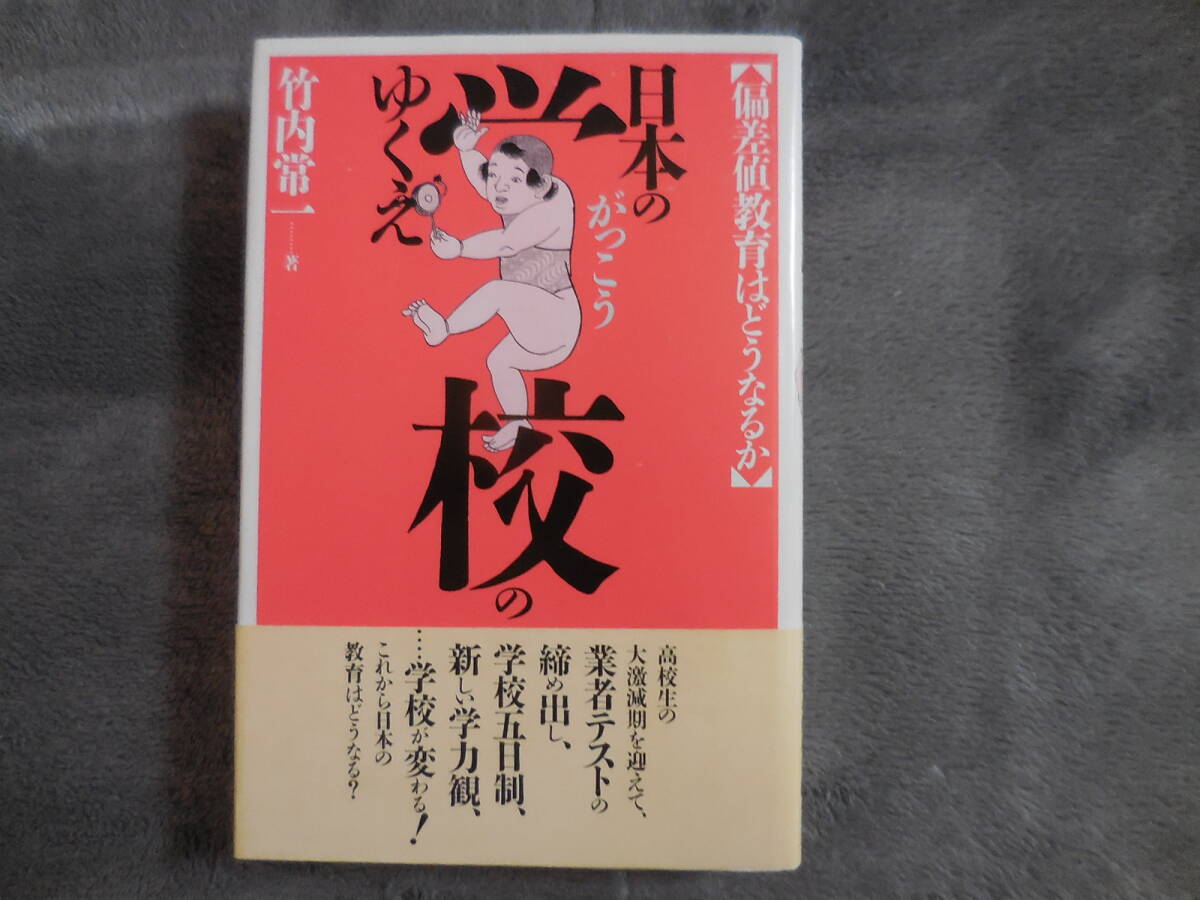 【偏差値教育はどうなるか】
日本の
学校の
がっこう
ゆくえ
竹内常一……著
高校生の
大激減期を迎えて、
業者テストの
締め出し、
学校五日制、
新しい学力観、
……学校が変わる!
これから日本の
教育はどうなる?